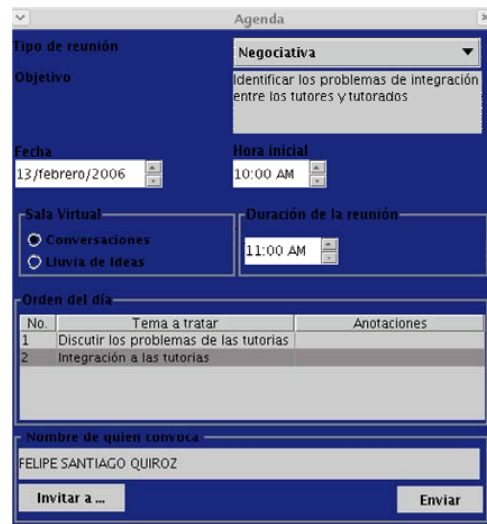 Agenda
Tipo de reunión
Negociativa
Objetivo
Identificar los problemas de integración
entre los tutores y tutorados
Fecha
Hora inicial
13/febrero/2006
10:00 AM
Sala Virtual
Duración de la reunión
Conversaciones
11:00 AM
Lluvia de Ideas
Orden del día
No. Tema a tratar Anotaciones
1 Discutir los problemas de las tutorias
2 Integración a las tutorias
Nombre de quien convoca
FELIPE SANTIAGO QUIROZ
Invitar a ...
Enviar